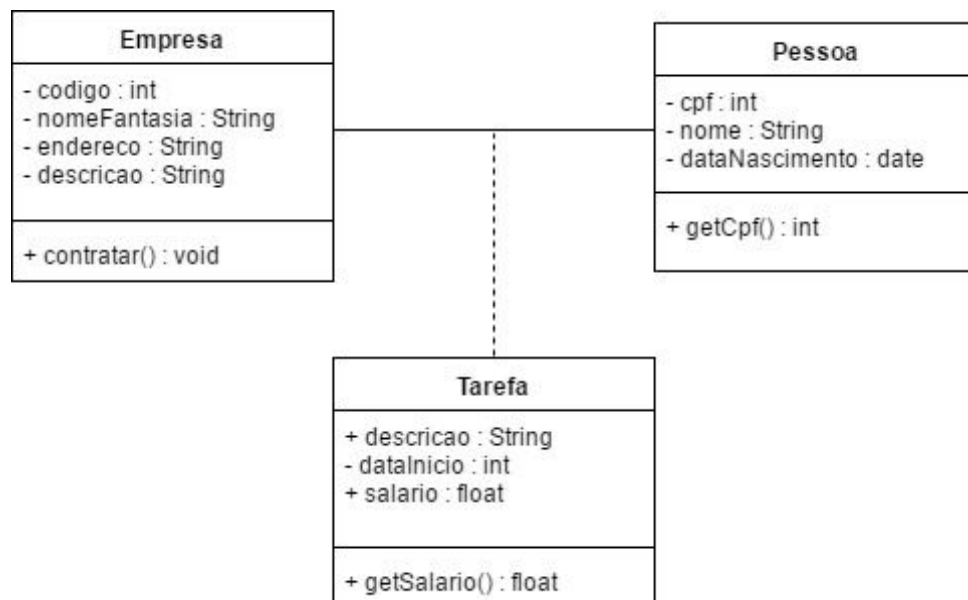 Empresa
- codigo : int
- nomeFantasia : String
- endereco : String
- descricao : String
+ contratar() : void
Pessoa
- cpf : int
- nome : String
- dataNascimento : date
+ getCpf() : int
Tarefa
+ descricao : String
- dataInicio : int
+ salario : float
+ getSalario() : float